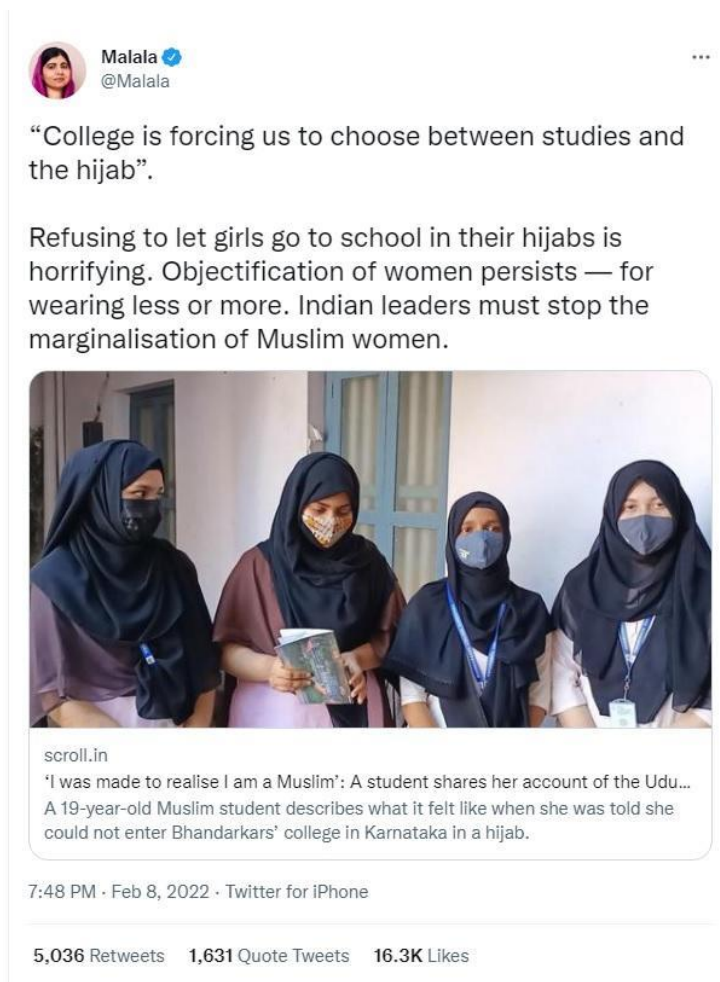 Malala
@Malala
“College is forcing us to choose between studies and
the hijab”.
Refusing to let girls go to school in their hijabs is
horrifying. Objectification of women persists — for
wearing less or more. Indian leaders must stop the
marginalisation of Muslim women.
scroll.in
‘I was made to realise I am a Muslim’: A student shares her account of the Udu...
A 19-year-old Muslim student describes what it felt like when she was told she
could not enter Bhandarkars’ college in Karnataka in a hijab.
7:48 PM · Feb 8, 2022 · Twitter for iPhone
5,036 Retweets 1,631 Quote Tweets 16.3K Likes